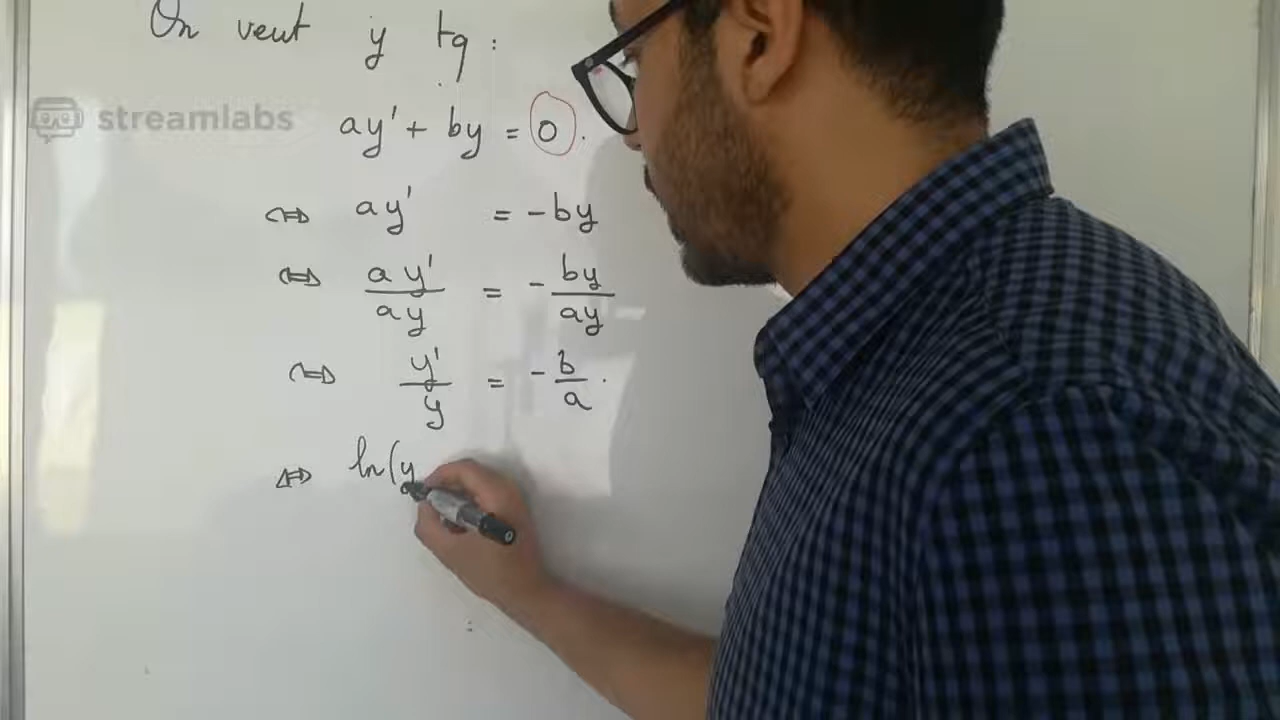 On veut y tq :
streamlabs
ay' + by = 0.
⇔ ay' = -by
⇔ ay'/ay = - by/ay
⇔ y'/y = - b/a .
⇔ ln(y